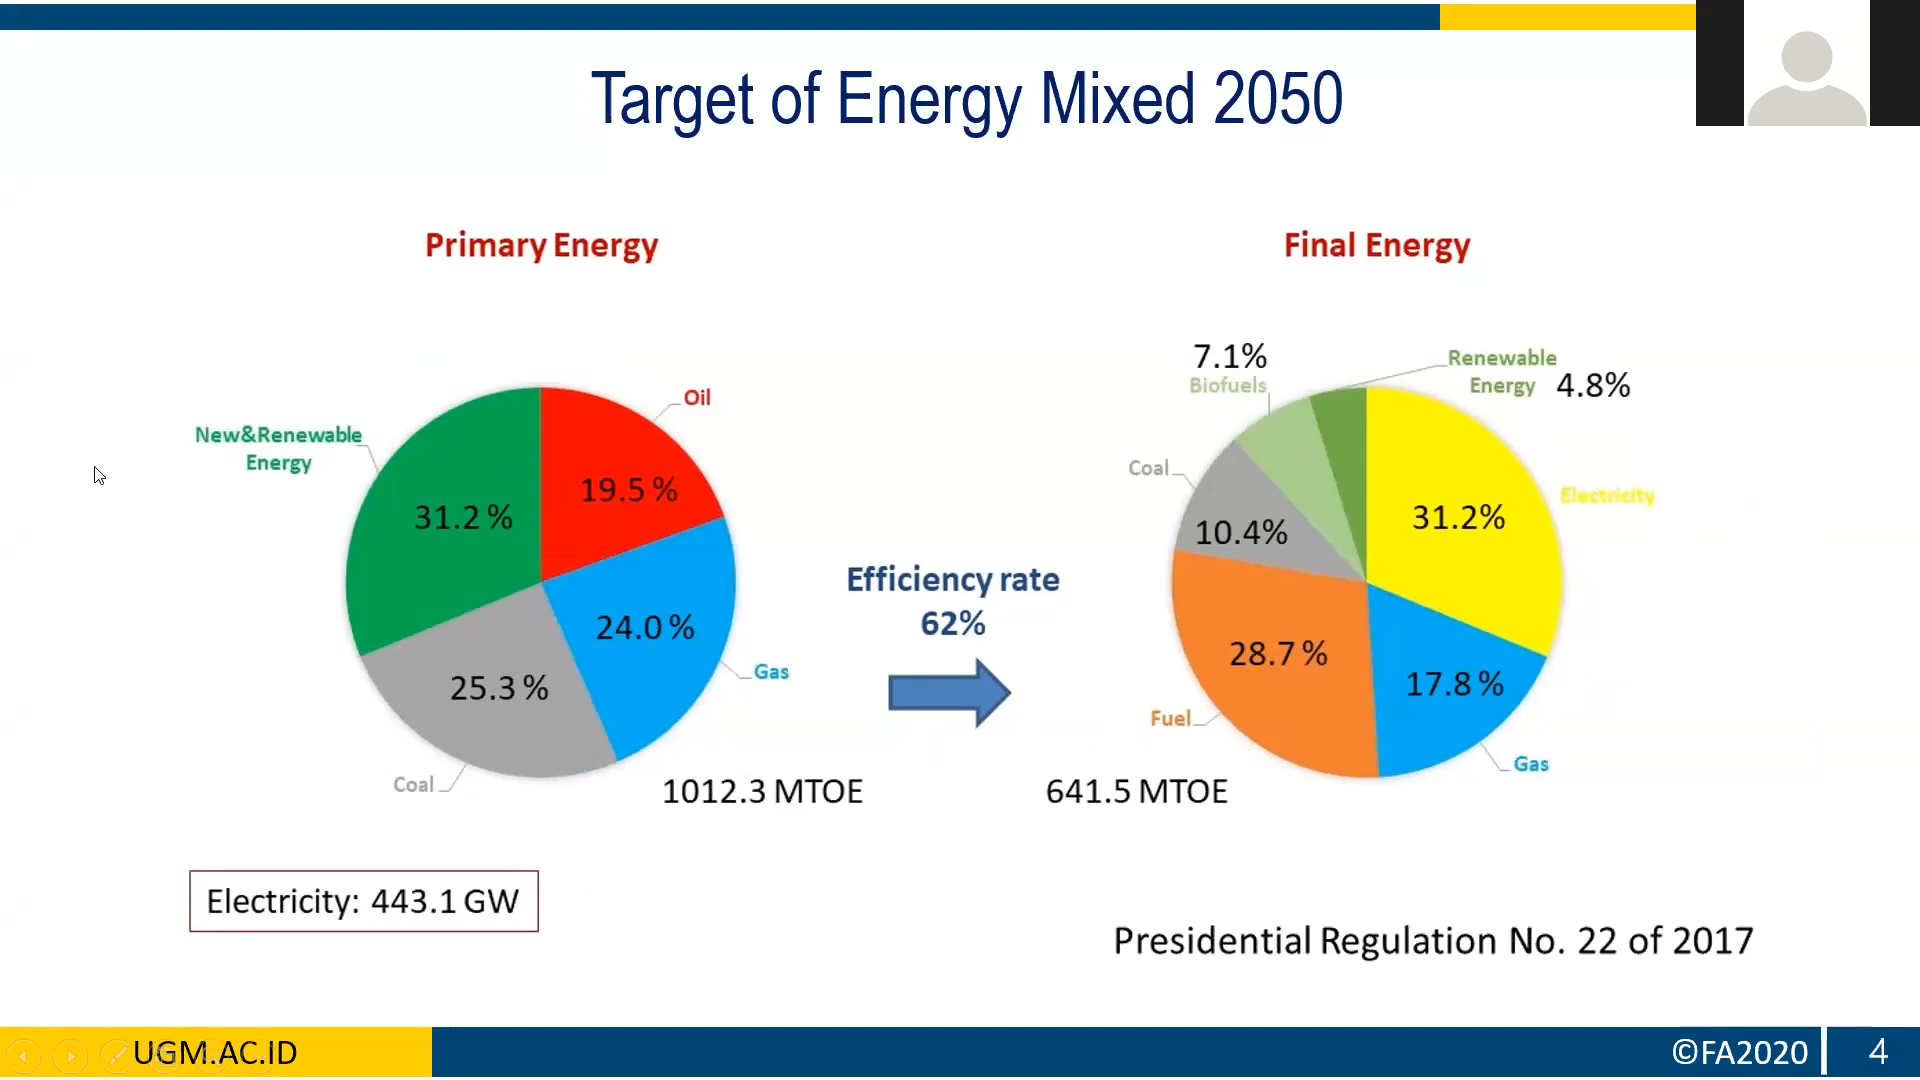 Target of Energy Mixed 2050
Primary Energy
Final Energy
Oil
New&Renewable
Energy
31.2 %
19.5 %
24.0 %
25.3 %
Gas
Coal
1012.3 MTOE
Efficiency rate
62%
7.1%
Biofuels
Renewable
Energy 4.8%
Coal
10.4%
Electricity
31.2%
28.7 %
17.8 %
Fuel
Gas
641.5 MTOE
Electricity: 443.1 GW
Presidential Regulation No. 22 of 2017
UGM.AC.ID
©FA2020
4